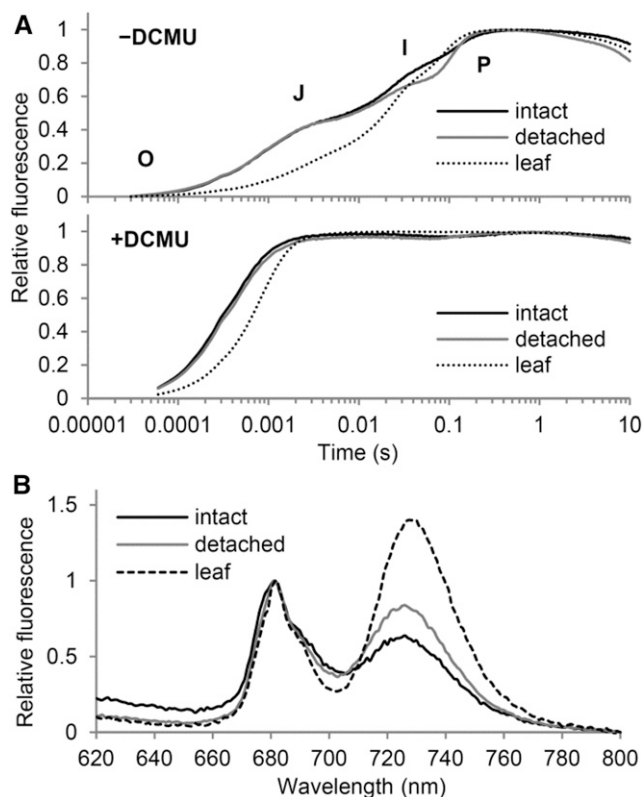 A
−DCMU
O
J
I
P
intact
detached
leaf
1
0.8
0.6
0.4
0.2
0
+DCMU
intact
detached
leaf
1
0.8
0.6
0.4
0.2
0
Relative fluorescence
0.00001 0.0001 0.001 0.01 0.1 1 10
Time (s)
B
intact
detached
leaf
1.5
1
0.5
0
Relative fluorescence
620 640 660 680 700 720 740 760 780 800
Wavelength (nm)